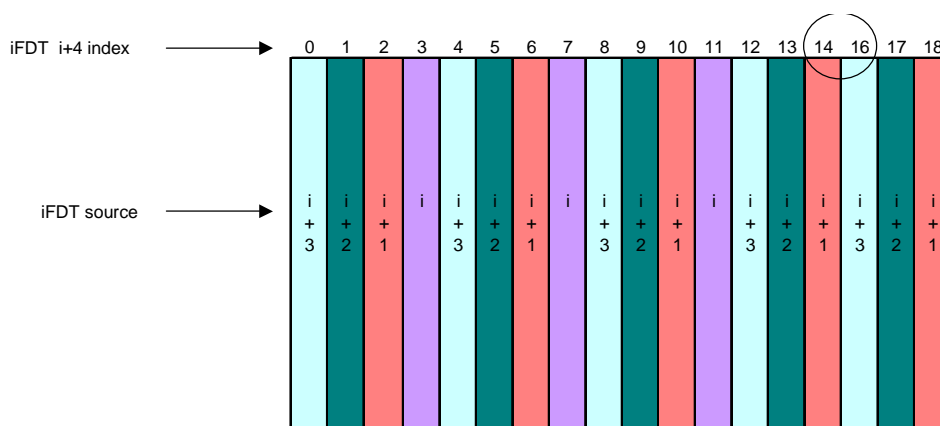 iFDT i+4 index 0 1 2 3 4 5 6 7 8 9 10 11 12 13 14 16 17 18
iFDT source i+3 i+2 i+1 i i+3 i+2 i+1 i i+3 i+2 i+1 i i+3 i+2 i+1 i+3 i+2 i+1